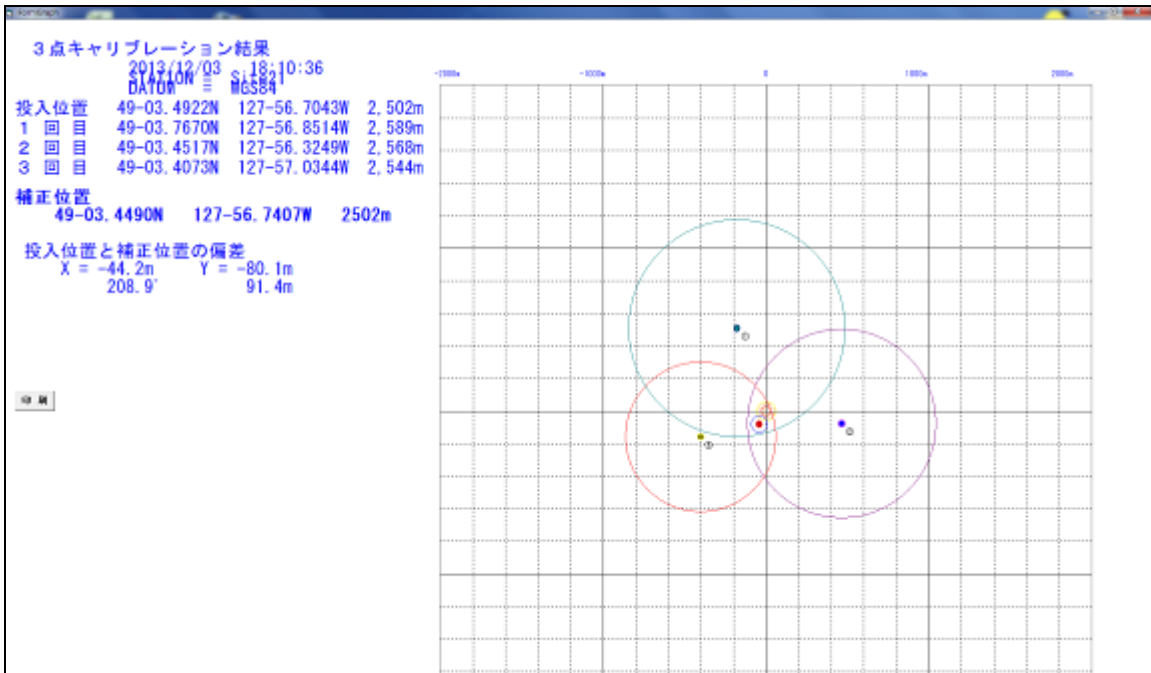 FormGraph
3点キャリブレーション結果
2013/12/03 18:10:36
STATION = Site21
DATUM = WGS84
投入位置 49-03.4922N 127-56.7043W 2,502m
1 回 目 49-03.7670N 127-56.8514W 2,589m
2 回 目 49-03.4517N 127-56.3249W 2,568m
3 回 目 49-03.4073N 127-57.0344W 2,544m
補正位置
49-03.4490N 127-56.7407W 2502m
投入位置と補正位置の偏差
X = -44.2m Y = -80.1m
208.9° 91.4m
印 刷
-2000m -1000m 0 1000m 2000m